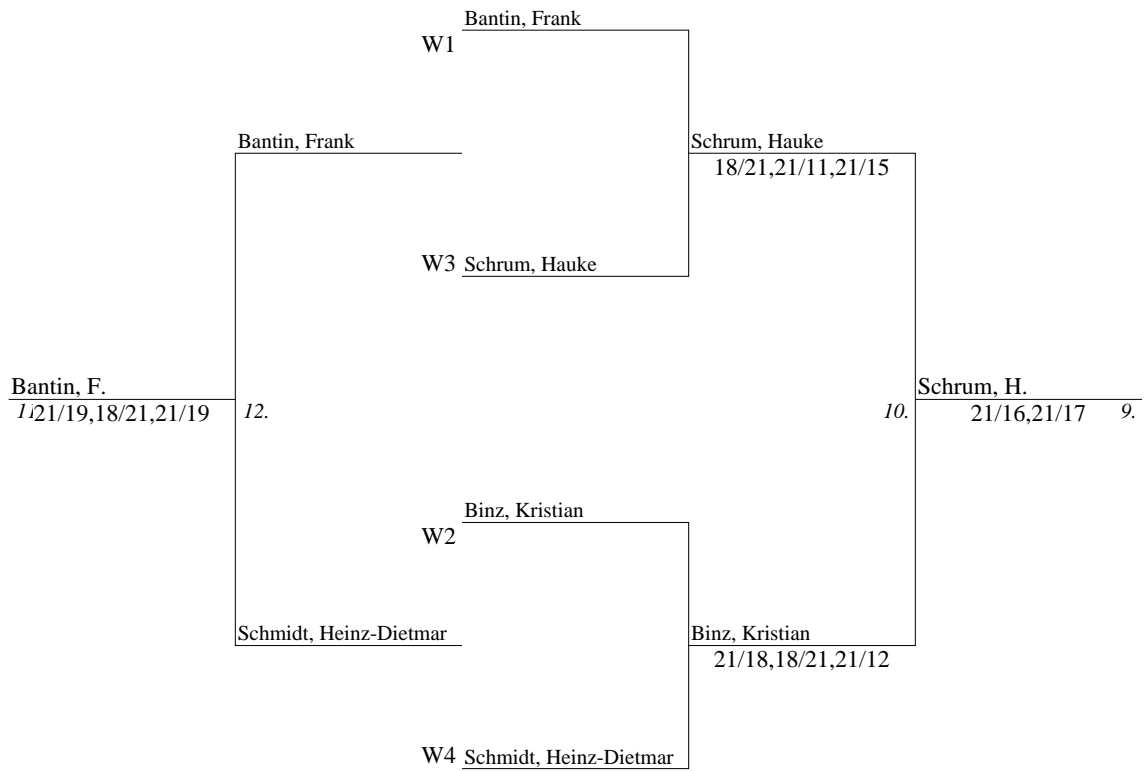 Bantin, Frank
W1
Bantin, Frank
Schrum, Hauke
18/21,21/11,21/15
W3 Schrum, Hauke
Bantin, F.
11 21/19,18/21,21/19
12.
10.
Schrum, H.
21/16,21/17
9.
Binz, Kristian
W2
Schmidt, Heinz-Dietmar
Binz, Kristian
21/18,18/21,21/12
W4 Schmidt, Heinz-Dietmar